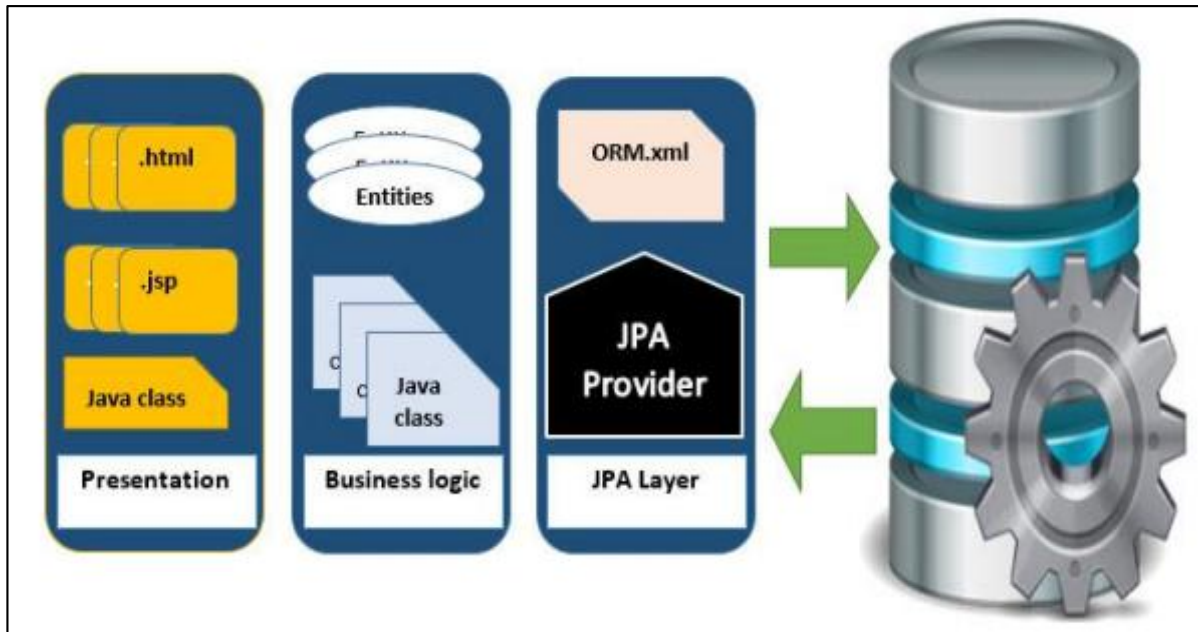 .html
.jsp
Java class
Presentation
Entities
Java
class
Business logic
ORM.xml
JPA
Provider
JPA Layer